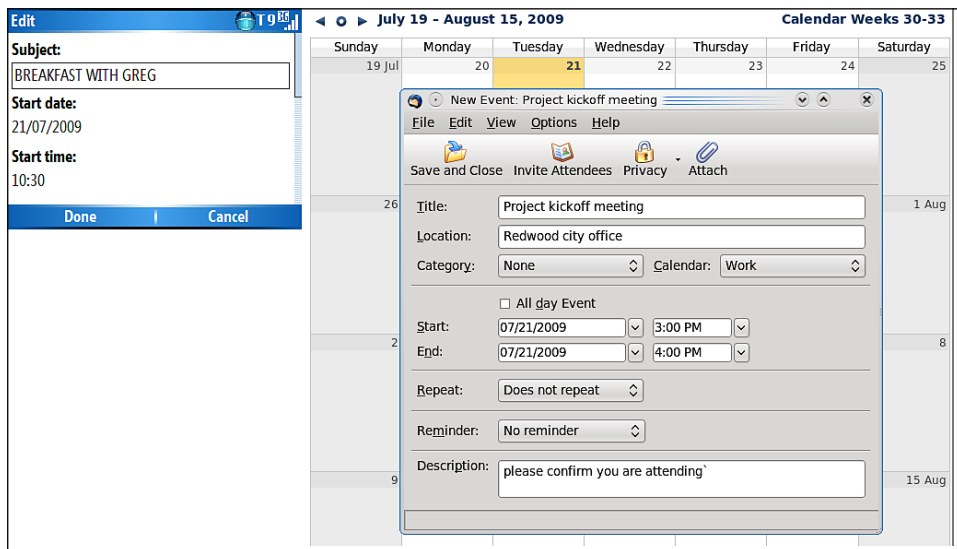 Edit
T9 3G
Subject:
BREAKFAST WITH GREG
Start date:
21/07/2009
Start time:
10:30
Done Cancel
July 19 – August 15, 2009 Calendar Weeks 30-33
Sunday Monday Tuesday Wednesday Thursday Friday Saturday
19 Jul 20 21 22 23 24 25
New Event: Project kickoff meeting
File Edit View Options Help
Save and Close Invite Attendees Privacy Attach
26 1 Aug
Title: Project kickoff meeting
Location: Redwood city office
Category: None Calendar: Work
All day Event
Start: 07/21/2009 3:00 PM
2 8
End: 07/21/2009 4:00 PM
Repeat: Does not repeat
Reminder: No reminder
Description: please confirm you are attending`
9 15 Aug